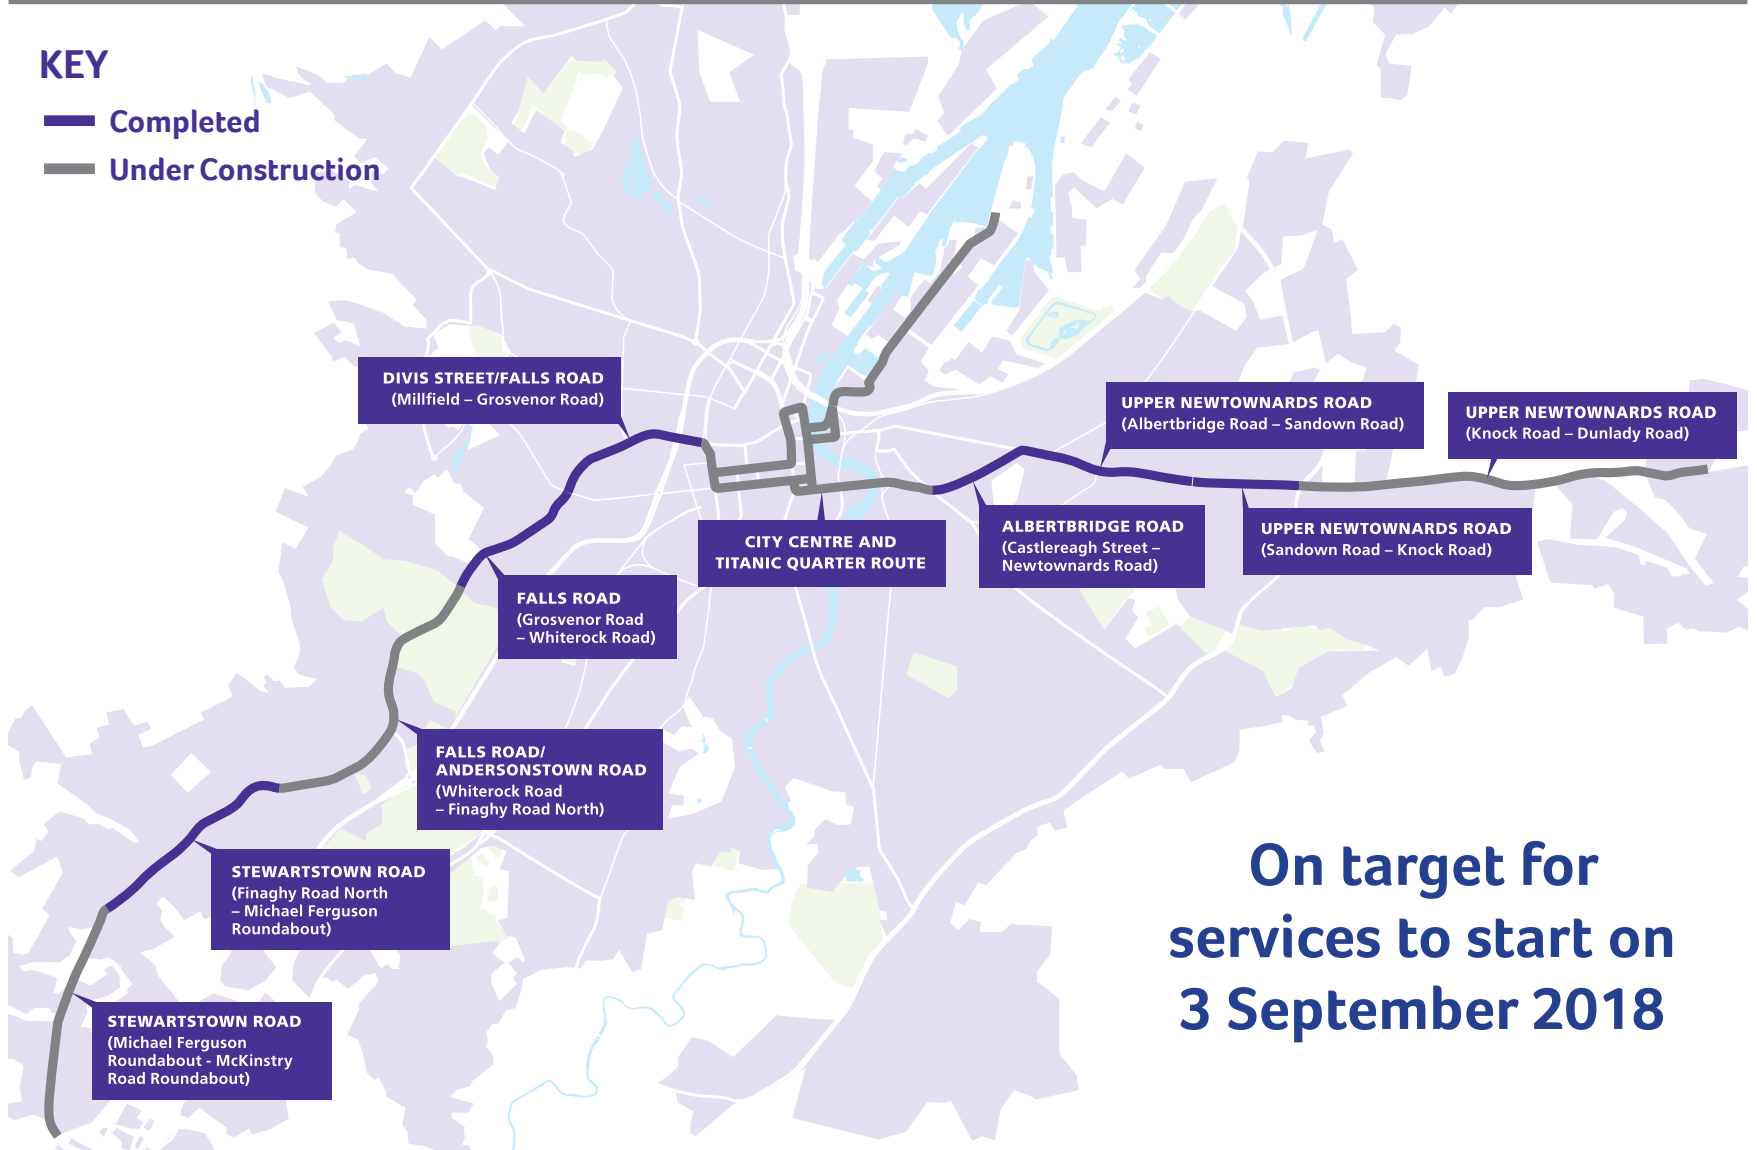 KEY
Completed
Under Construction
DIVIS STREET/FALLS ROAD
(Millfield – Grosvenor Road)
UPPER NEWTOWNARDS ROAD
(Albertbridge Road – Sandown Road)
UPPER NEWTOWNARDS ROAD
(Knock Road – Dunlady Road)
CITY CENTRE AND
TITANIC QUARTER ROUTE
ALBERTBRIDGE ROAD
(Castlereagh Street –
Newtownards Road)
UPPER NEWTOWNARDS ROAD
(Sandown Road – Knock Road)
FALLS ROAD
(Grosvenor Road
– Whiterock Road)
FALLS ROAD/
ANDERSONSTOWN ROAD
(Whiterock Road
– Finaghy Road North)
STEWARTSTOWN ROAD
(Finaghy Road North
– Michael Ferguson
Roundabout)
STEWARTSTOWN ROAD
(Michael Ferguson
Roundabout - McKinstry
Road Roundabout)
On target for
services to start on
3 September 2018